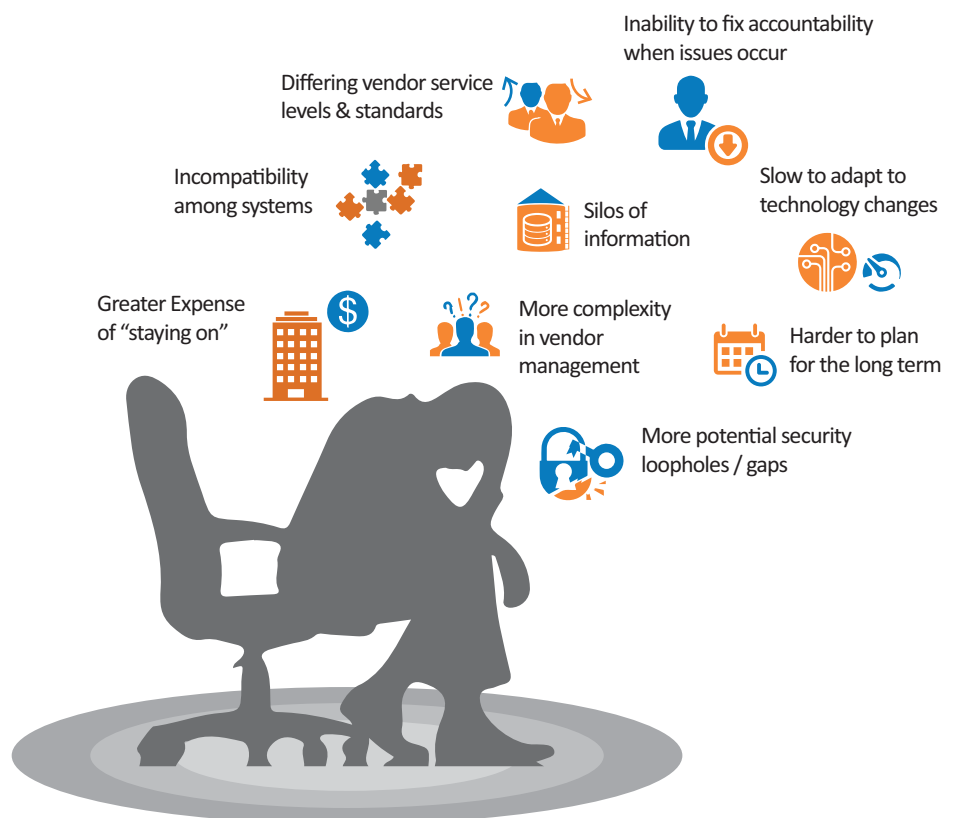 Inability to fix accountability
when issues occur
Differing vendor service
levels & standards
Incompatibility
among systems
Silos of
information
Slow to adapt to
technology changes
Greater Expense
of “staying on”
$
More complexity
in vendor
management
Harder to plan
for the long term
More potential security
loopholes / gaps